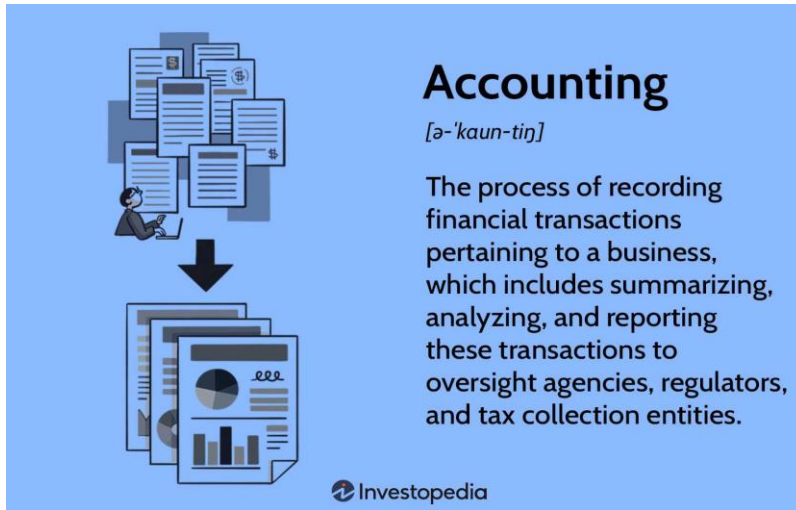 Accounting
[ə-'kaun-tiŋ]
The process of recording
financial transactions
pertaining to a business,
which includes summarizing,
analyzing, and reporting
these transactions to
oversight agencies, regulators,
and tax collection entities.
Investopedia